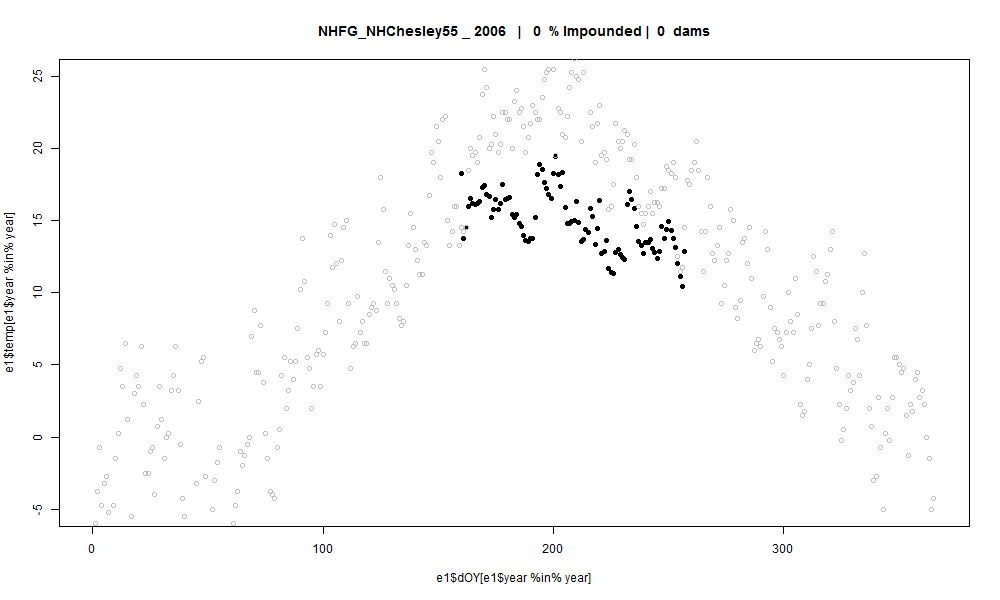 NHFG_NHChesley55 _ 2006 | 0 % Impounded | 0 dams
25
20
15
10
5
0
-5
e1$temp[e1$year %in% year]
0 100 200 300
e1$dOY[e1$year %in% year]